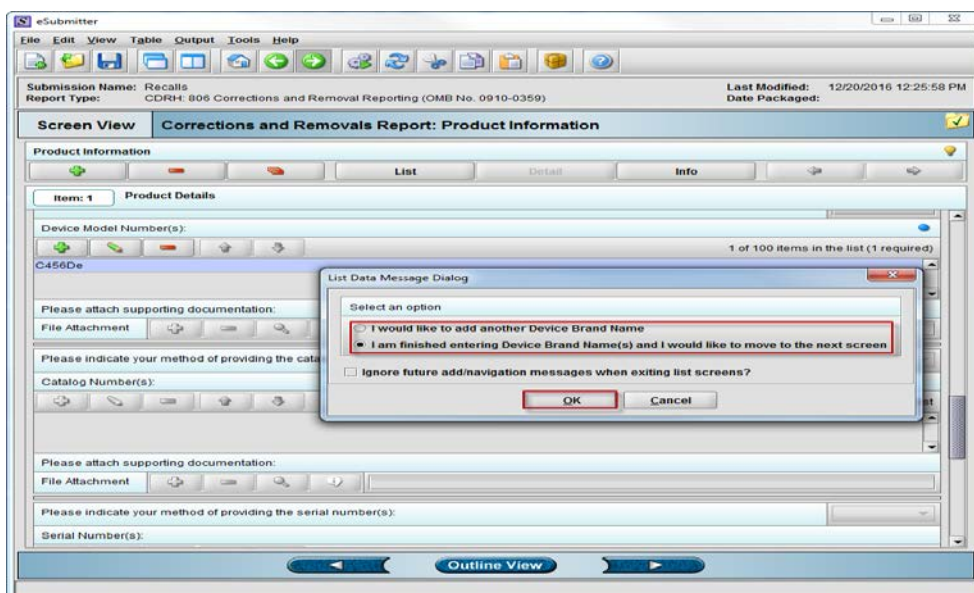 eSubmitter
File Edit View Table Output Tools Help
Submission Name: Recalls
Last Modified: 12/20/2016 12:25:58 PM
Report Type: CDRH: 806 Corrections and Removal Reporting (OMB No. 0910-0359)
Date Packaged:
Screen View
Corrections and Removals Report: Product Information
Product Information
List
Detail
Info
Item: 1
Product Details
Device Model Number(s):
1 of 100 items in the list (1 required)
C456De
List Data Message Dialog
Select an option
I would like to add another Device Brand Name
I am finished entering Device Brand Name(s) and I would like to move to the next screen
Ignore future add/navigation messages when exiting list screens?
OK
Cancel
Please attach supporting documentation:
File Attachment
Please indicate your method of providing the cata
Catalog Number(s):
Please attach supporting documentation:
File Attachment
Please indicate your method of providing the serial number(s):
Serial Number(s):
Outline View